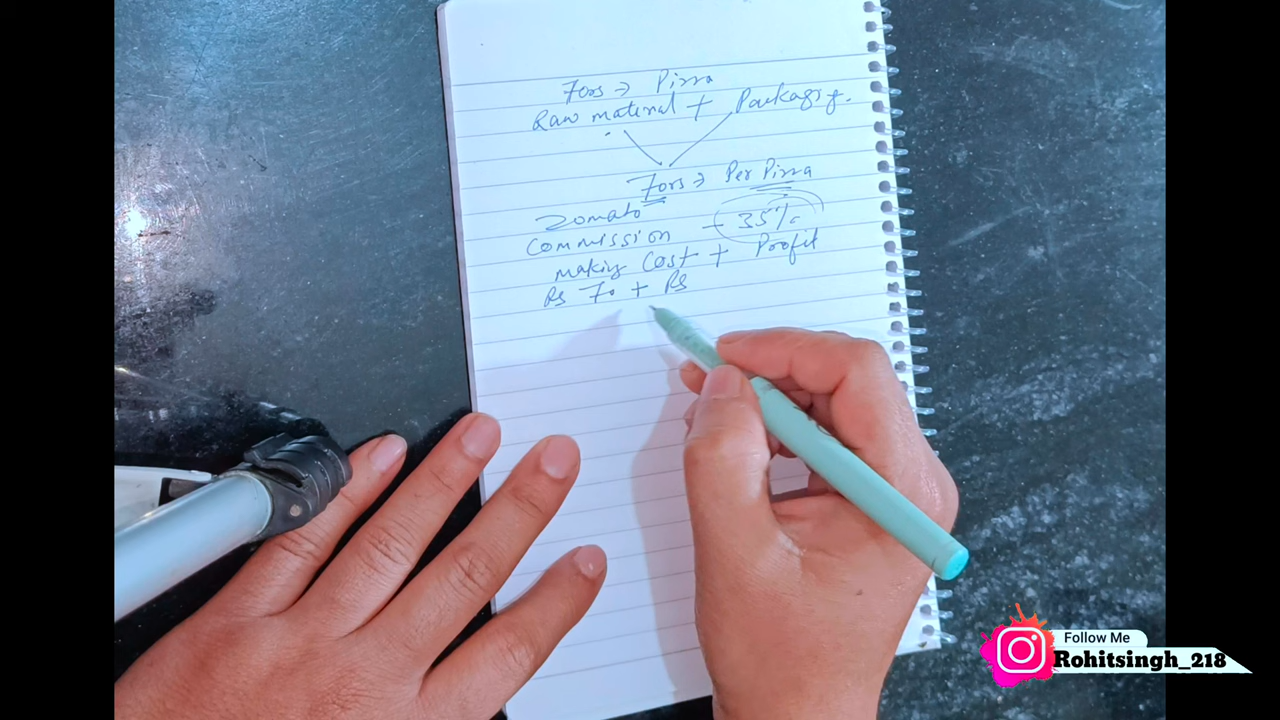 70rs → Pizza
Raw material + Packaging.
70rs → Per Pizza
Zomato
Commission - 35%
making Cost + Profit
Rs 70 + Rs
Follow Me
Rohitsingh_218